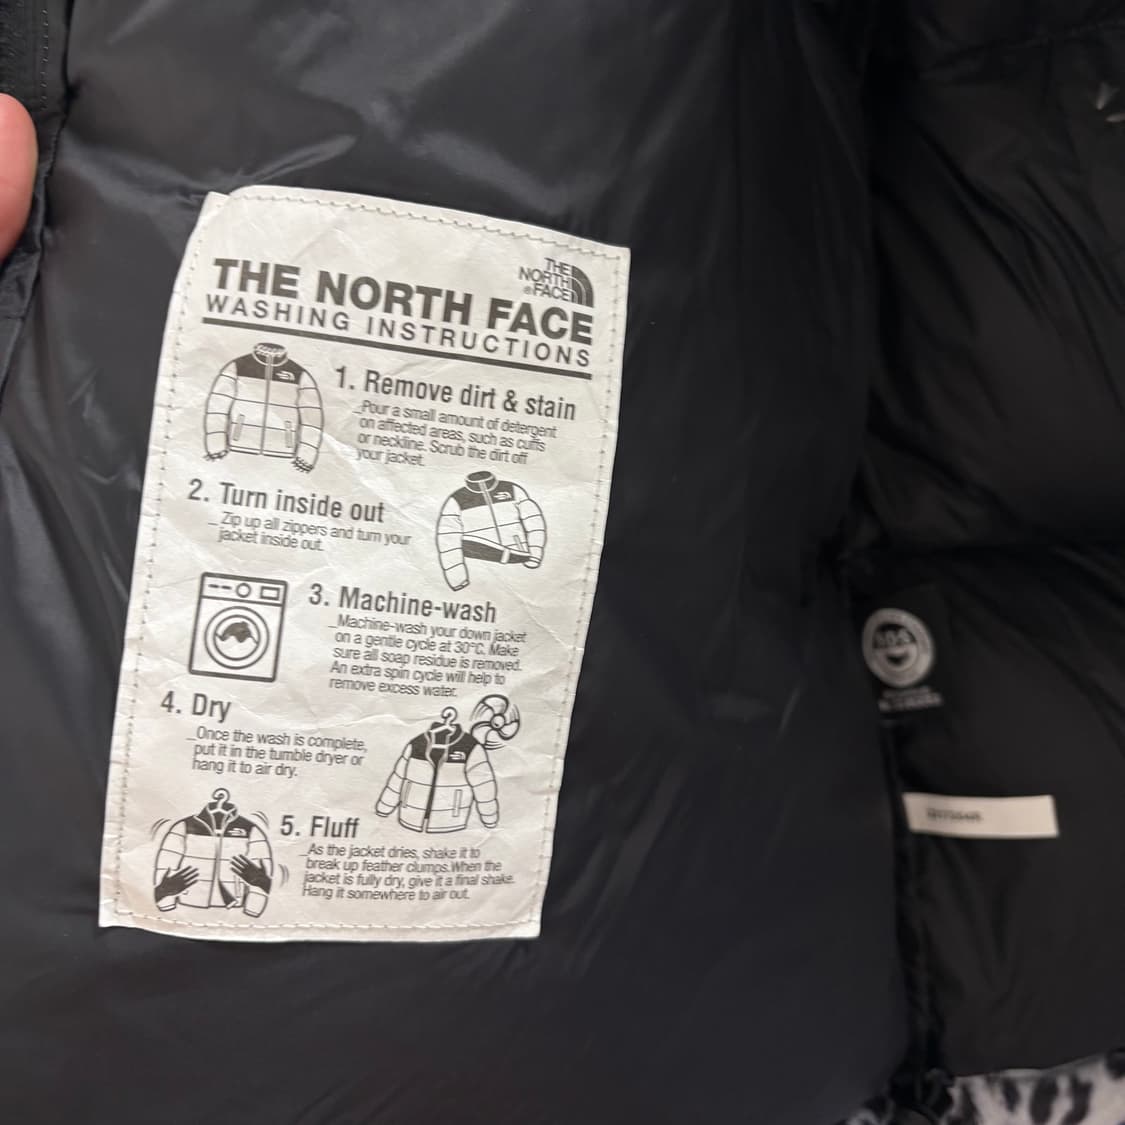 THE
NORTH
FACE
THE NORTH FACE
WASHING INSTRUCTIONS
1. Remove dirt & stain
_Pour a small amount of detergent
on affected areas, such as cuffs
or neckline. Scrub the dirt off
your jacket.
2. Turn inside out
_ Zip up all zippers and turn your
jacket inside out.
3. Machine-wash
_Machine-wash your down jacket
on a gentle cycle at 30°C. Make
sure all soap residue is removed.
An extra spin cycle will help to
remove excess water.
4. Dry
_Once the wash is complete,
put it in the tumble dryer or
hang it to air dry.
5. Fluff
_As the jacket dries, shake it to
break up feather clumps.When the
jacket is fully dry, give it a final shake.
Hang it somewhere to air out.